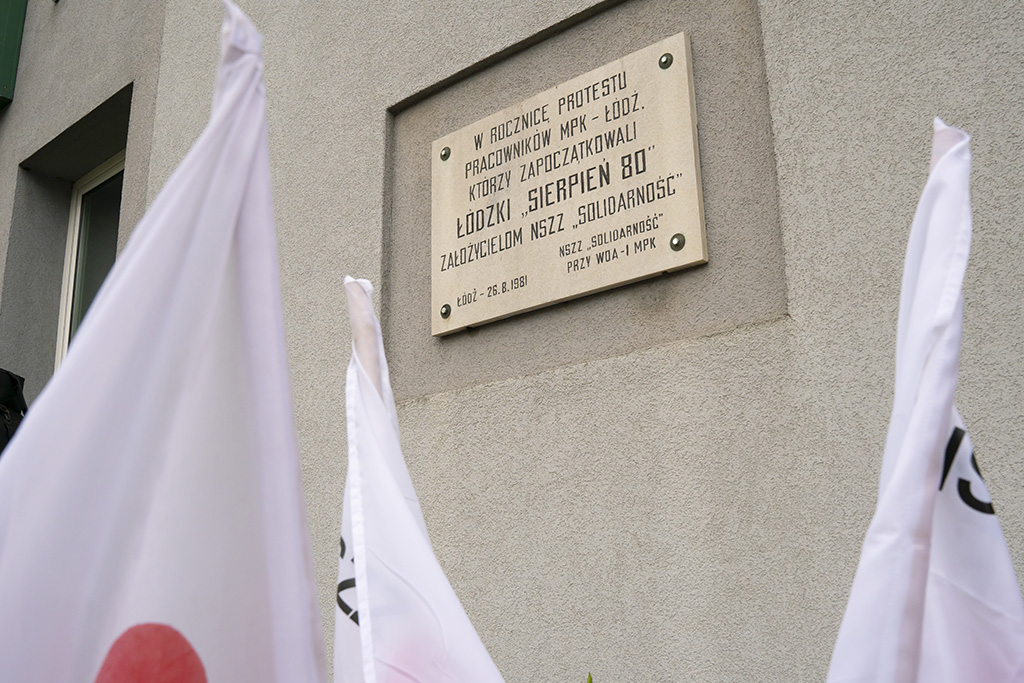 W ROCZNICĘ PROTESTU
PRACOWNIKÓW MPK – ŁÓDŹ.
KTÓRZY ZAPOCZĄTKOWALI
ŁÓDZKI „SIERPIEŃ 80”
ZAŁOŻYCIELOM NSZZ „SOLIDARNOŚĆ”
NSZZ „SOLIDARNOŚĆ”
PRZY WOA-1 MPK
ŁÓDŹ – 26.8.1981